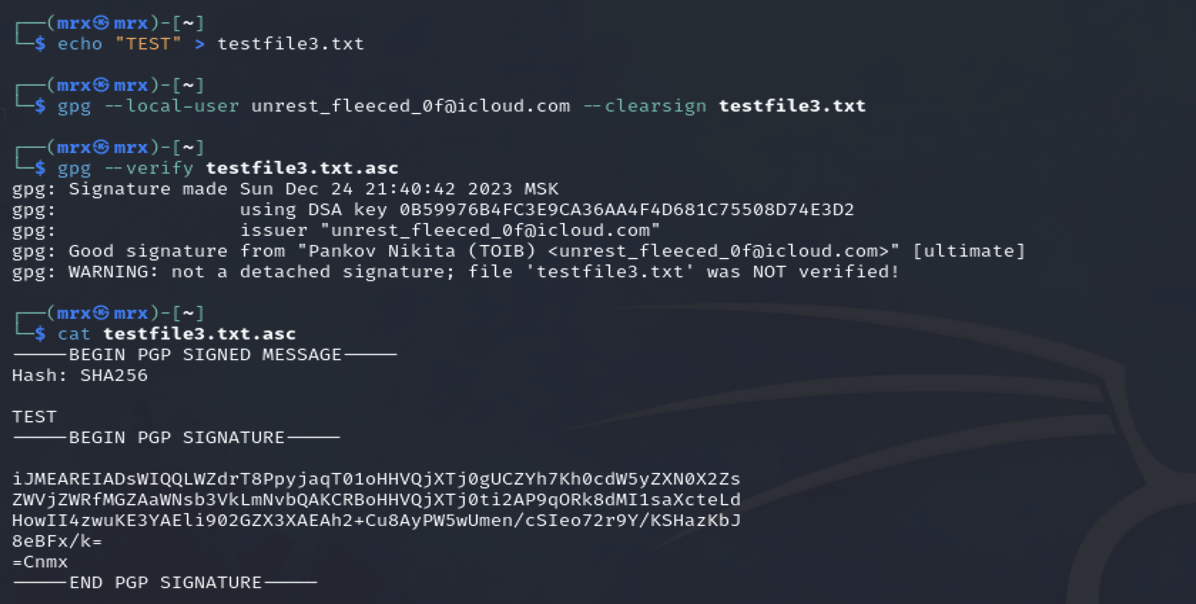 ┌──(mrx㉿mrx)-[~]
└─$ echo "TEST" > testfile3.txt
┌──(mrx㉿mrx)-[~]
└─$ gpg --local-user unrest_fleeced_0f@icloud.com --clearsign testfile3.txt
┌──(mrx㉿mrx)-[~]
└─$ gpg --verify testfile3.txt.asc
gpg: Signature made Sun Dec 24 21:40:42 2023 MSK
gpg:                using DSA key 0B59976B4FC3E9CA36AA4F4D681C75508D74E3D2
gpg:                issuer "unrest_fleeced_0f@icloud.com"
gpg: Good signature from "Pankov Nikita (TOIB) <unrest_fleeced_0f@icloud.com>" [ultimate]
gpg: WARNING: not a detached signature; file 'testfile3.txt' was NOT verified!
┌──(mrx㉿mrx)-[~]
└─$ cat testfile3.txt.asc
-----BEGIN PGP SIGNED MESSAGE-----
Hash: SHA256
TEST
-----BEGIN PGP SIGNATURE-----
iJMEAREIADsWIQQLWZdrT8PpyjaqT01oHHVQjXTj0gUCZYh7Kh0cdW5yZXN0X2Zs
ZWVjZWRfMGZAaWNsb3VkLmNvbQAKCRBoHHVQjXTj0ti2AP9qORk8dMI1saXcteLd
HowII4zwuKE3YAEli902GZX3XAEAh2+Cu8AyPW5wUmen/cSIeo72r9Y/KSHazKbJ
8eBFx/k=
=Cnmx
-----END PGP SIGNATURE-----